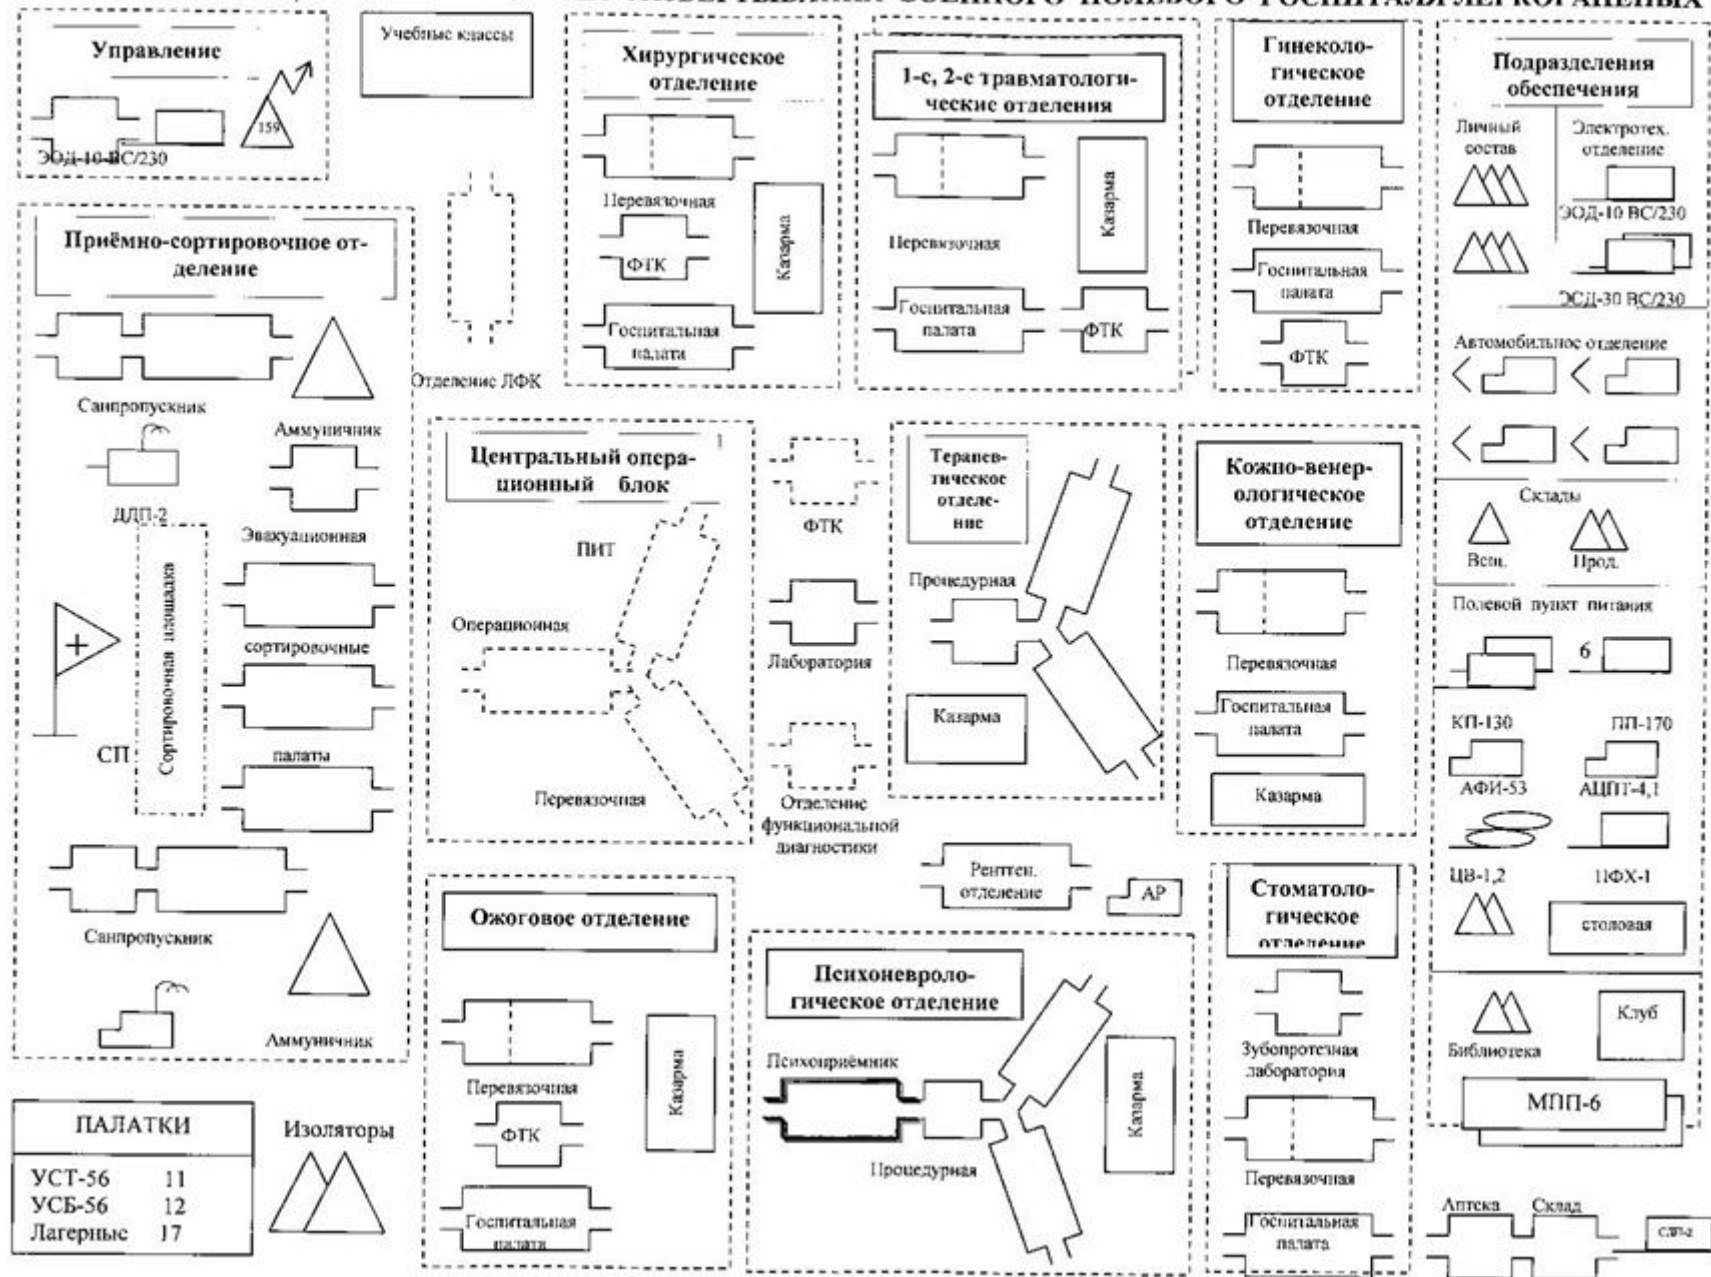 ВОЕННОГО ПОЛЕВОГО ГОСПИТАЛЯ ЛЕГКОРАНЕНЫХ
Управление
159
ЭОД-10-ВС/230
Учебные классы
Приёмно-сортировочное от-
деление
Санпропускник
Аммуничник
ДДП-2
Эвакуационная
Сортировочная площадка
сортировочные
СП
палаты
Санпропускник
Аммуничник
ПАЛАТКИ
УСТ-56 11
УСБ-56 12
Лагерные 17
Изоляторы
Отделение ЛФК
Хирургическое
отделение
Перевязочная
ФТК
Казарма
Госпитальная
палата
1-е, 2-е травматологи-
ческие отделения
Перевязочная
Казарма
Госпитальная
палата
ФТК
Гинеколо-
гическое
отделение
Перевязочная
Госпитальная
палата
ФТК
Центральный опера-
ционный блок
ПИТ
Операционная
Перевязочная
ФТК
Лаборатория
Отделение
функциональной
диагностики
Терапев-
тическое
отделе-
ние
Процедурная
Казарма
Кожно-венер-
ологическое
отделение
Перевязочная
Госпитальная
палата
Казарма
Рентген.
отделение
АР
Ожоговое отделение
Перевязочная
Казарма
ФТК
Госпитальная
палата
Психоневроло-
гическое отделение
Психоприёмник
Процедурная
Казарма
Стоматоло-
гическое
отделение
Зубопротезная
лаборатория
Перевязочная
Госпитальная
палата
Подразделения
обеспечения
Личный
состав
Электротех.
отделение
ЭОД-10 ВС/230
ЭСД-30 ВС/230
Автомобильное отделение
Склады
Вещ.
Прод.
Полевой пункт питания
6
КП-130
ПП-170
АФИ-53
АЦПТ-4,1
ЦВ-1,2
ПФХ-1
столовая
Библиотека
Клуб
МПП-6
Аптека
Склад